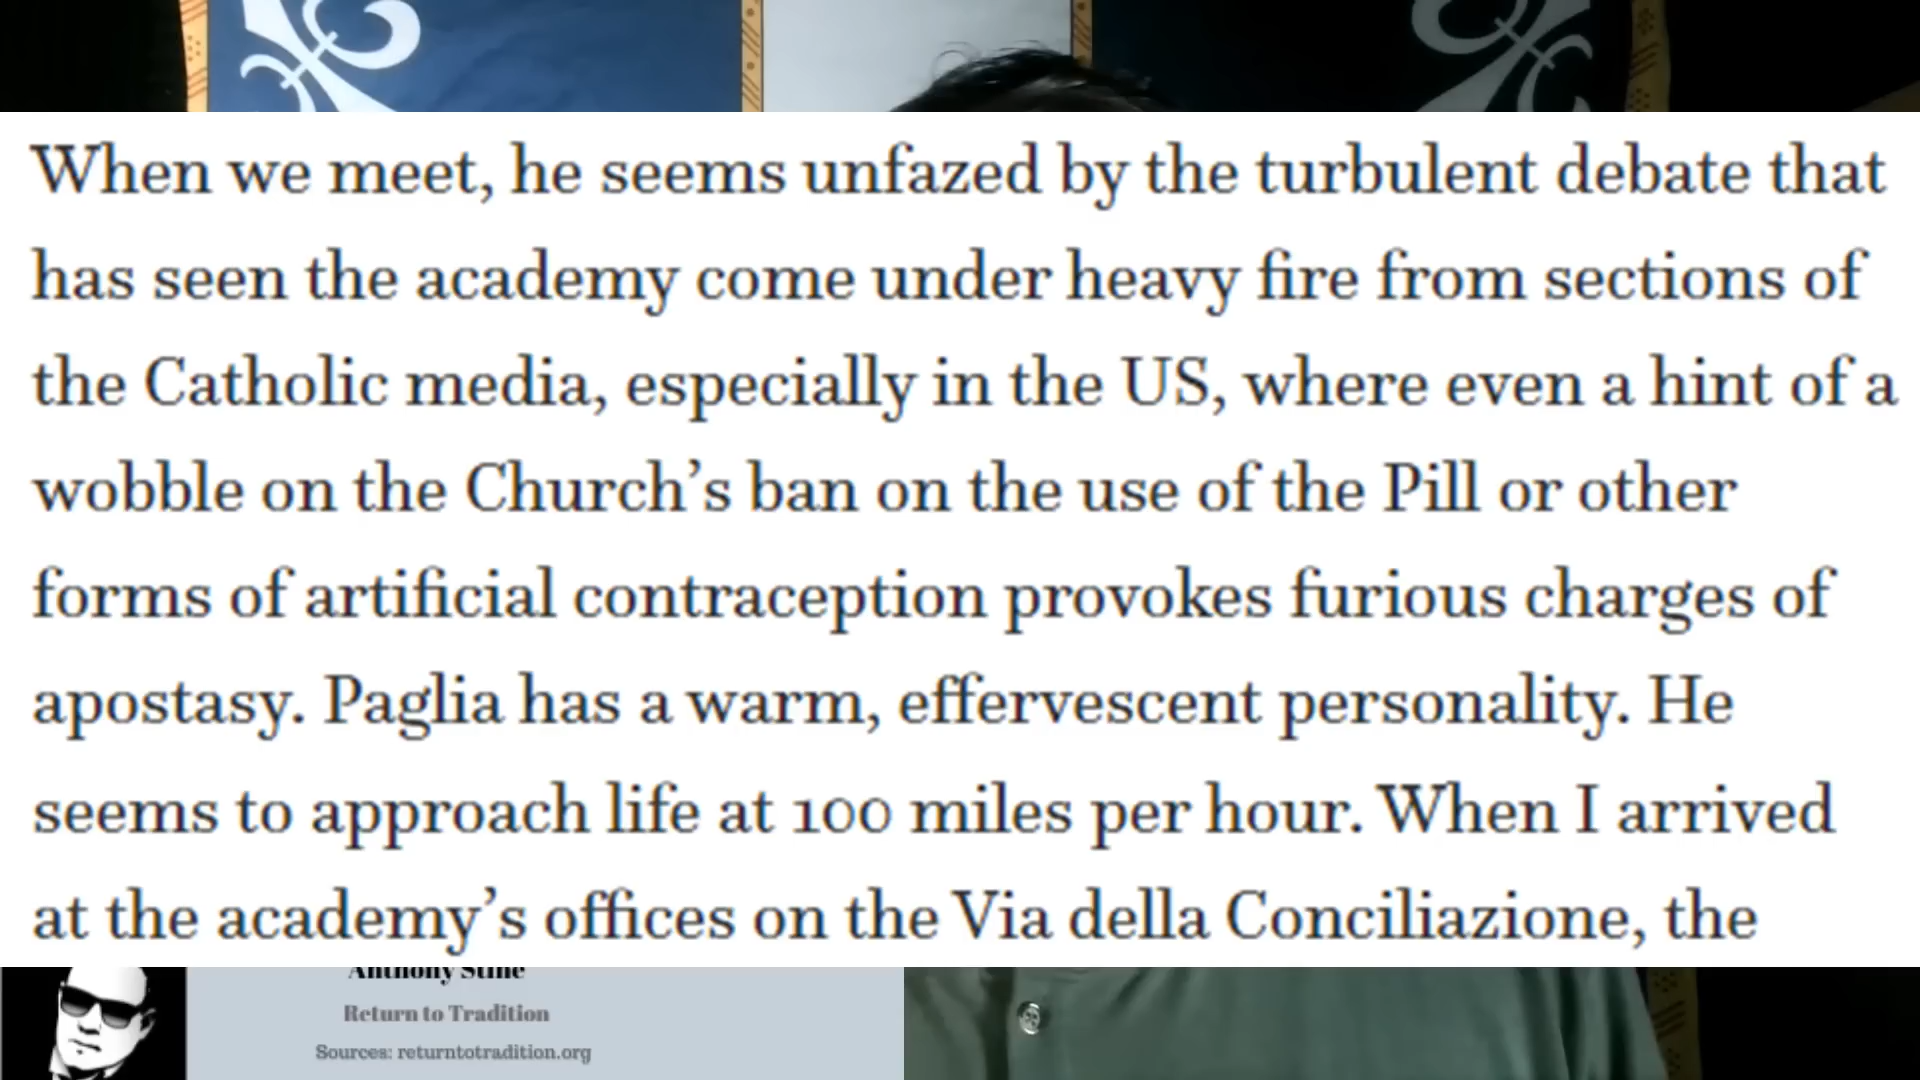 When we meet, he seems unfazed by the turbulent debate that
has seen the academy come under heavy fire from sections of
the Catholic media, especially in the US, where even a hint of a
wobble on the Church’s ban on the use of the Pill or other
forms of artificial contraception provokes furious charges of
apostasy. Paglia has a warm, effervescent personality. He
seems to approach life at 100 miles per hour. When I arrived
at the academy’s offices on the Via della Conciliazione, the
Anthony Stine
Return to Tradition
Sources: returntotradition.org